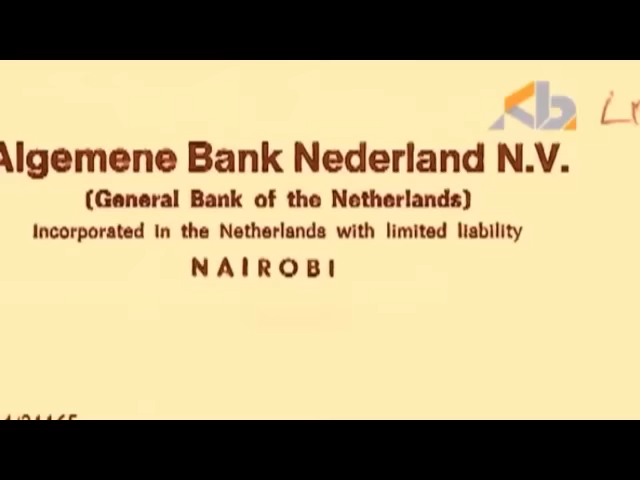 Algemene Bank Nederland N.V.
(General Bank of the Netherlands)
Incorporated in the Netherlands with limited liability
NAIROBI